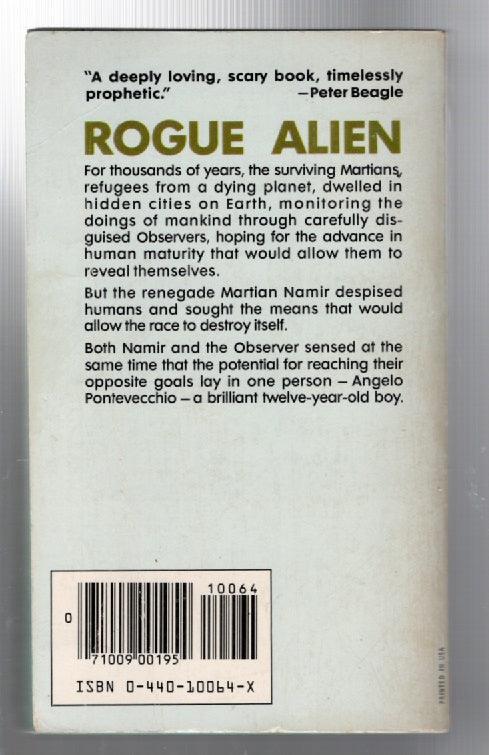 "A deeply loving, scary book, timelessly
prophetic."
—Peter Beagle
ROGUE ALIEN
For thousands of years, the surviving Martians,
refugees from a dying planet, dwelled in
hidden cities on Earth, monitoring the
doings of mankind through carefully dis-
guised Observers, hoping for the advance in
human maturity that would allow them to
reveal themselves.
But the renegade Martian Namir despised
humans and sought the means that would
allow the race to destroy itself.
Both Namir and the Observer sensed at the
same time that the potential for reaching their
opposite goals lay in one person — Angelo
Pontevecchio — a brilliant twelve-year-old boy.
10064
0
71009 00195
ISBN 0-440-10064-X
PRINTED IN USA